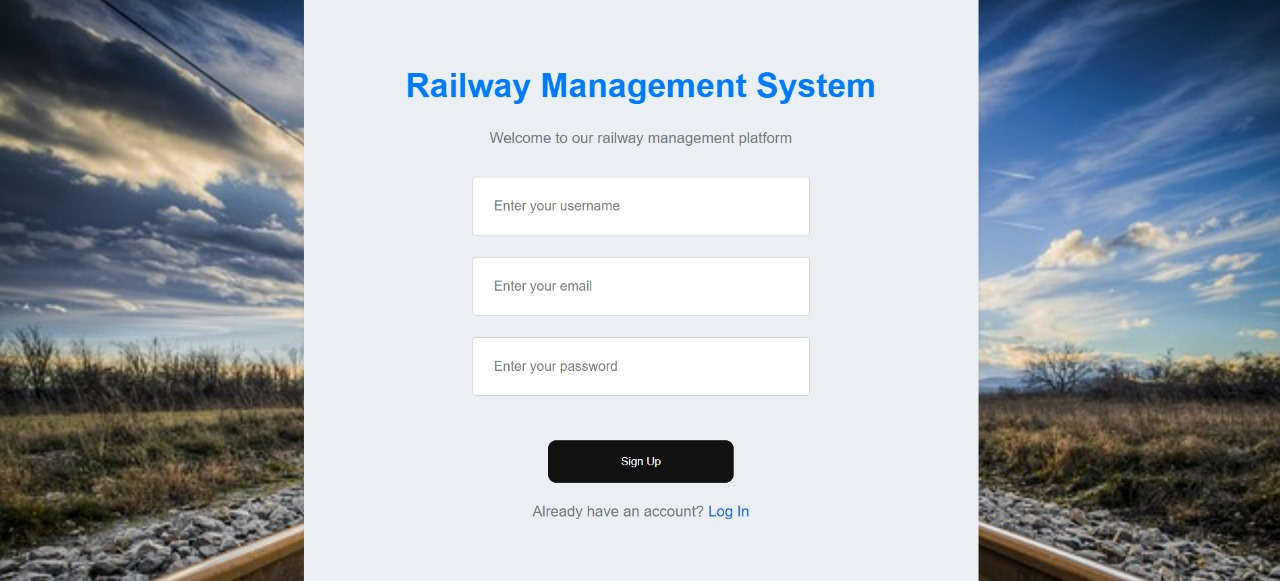 Railway Management System
Welcome to our railway management platform
Enter your username
Enter your email
Enter your password
Sign Up
Already have an account? Log In